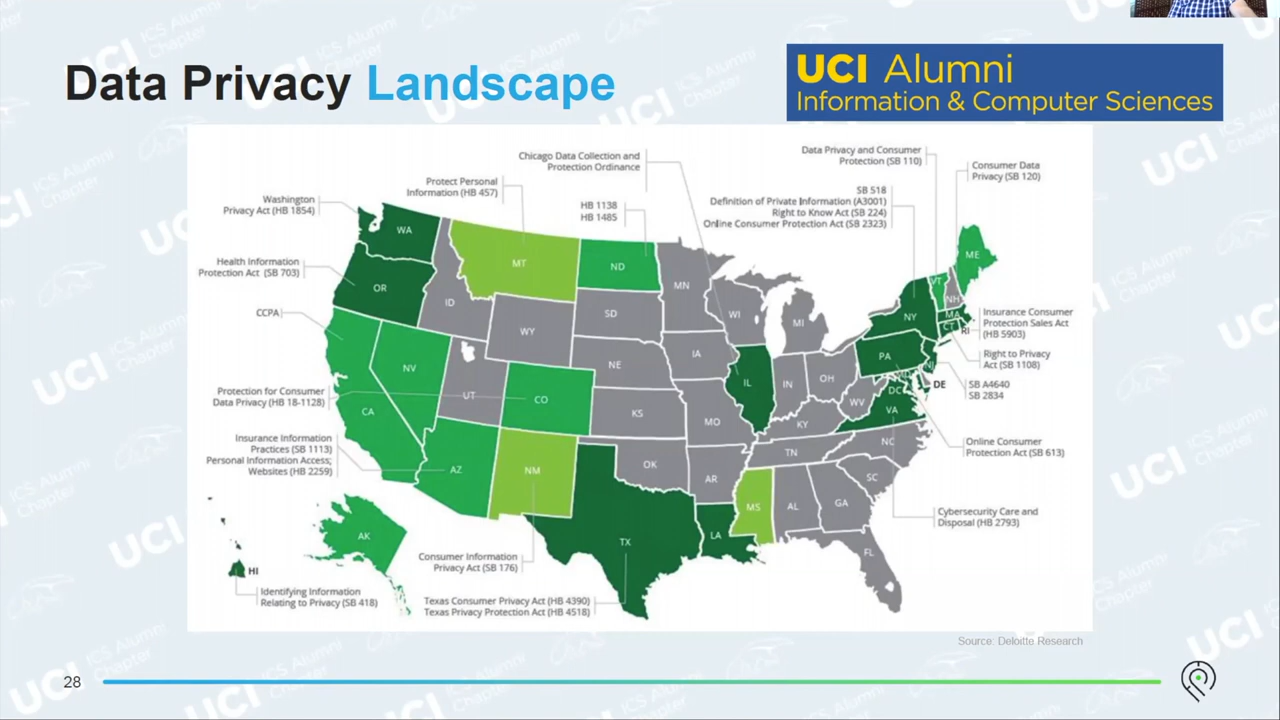 Data Privacy Landscape
UCI Alumni
Information & Computer Sciences
Chicago Data Collection and
Protection Ordinance
Data Privacy and Consumer
Protection (SB 110)
Consumer Data
Privacy (SB 120)
Protect Personal
Information (HB 457)
Washington
Privacy Act (HB 1854)
HB 1138
HB 1485
SB 518
Definition of Private Information (A3001)
Right to Know Act (SB 224)
Online Consumer Protection Act (SB 2323)
Health Information
Protection Act (SB 703)
CCPA
Insurance Consumer
Protection Sales Act
(HB 5903)
Right to Privacy
Act (SB 1108)
SB A4640
SB 2834
Protection for Consumer
Data Privacy (HB 18-1128)
Insurance Information
Practices (SB 1113)
Personal Information Access;
Websites (HB 2259)
Online Consumer
Protection Act (SB 613)
Cybersecurity Care and
Disposal (HB 2793)
Consumer Information
Privacy Act (SB 176)
Identifying Information
Relating to Privacy (SB 418)
Texas Consumer Privacy Act (HB 4390)
Texas Privacy Protection Act (HB 4518)
WA
OR
ID
MT
ND
MN
SD
WY
WI
MI
NY
VT
NH
ME
MA
CT
RI
NV
UT
CO
NE
IA
IL
IN
OH
PA
NJ
DE
DC
CA
KS
MO
KY
WV
VA
AZ
NM
OK
AR
TN
NC
SC
MS
AL
GA
TX
LA
FL
AK
HI
Source: Deloitte Research
28
UCI ICS Alumni Chapter